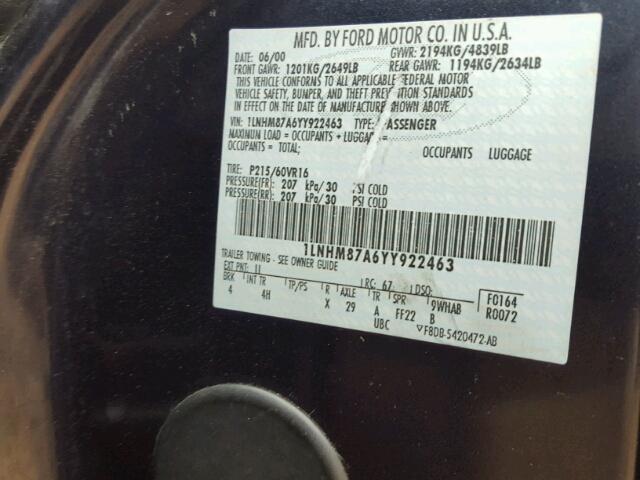 MFD. BY FORD MOTOR CO. IN U.S.A.
DATE: 06/00 GVWR: 2194KG/4839LB
FRONT GAWR: 1201KG/2649LB REAR GAWR: 1194KG/2634LB
THIS VEHICLE CONFORMS TO ALL APPLICABLE FEDERAL MOTOR
VEHICLE SAFETY, BUMPER, AND THEFT PREVENTION STANDARDS
IN EFFECT ON THE DATE OF MANUFACTURE SHOWN ABOVE.
VIN: 1LNHM87A6YY922463 TYPE: PASSENGER
MAXIMUM LOAD = OCCUPANTS + LUGGAGE =
OCCUPANTS = TOTAL; OCCUPANTS LUGGAGE
TIRE: P215/60VR16
PRESSURE(FR): 207 kPa/30 PSI COLD
PRESSURE(RR): 207 kPa/30 PSI COLD
1LNHM87A6YY922463
TRAILER TOWING - SEE OWNER GUIDE
EXT PNT: 11 RC: 67 DSO: F0164
BRK INT TR TP/PS R AXLE TR SPR 9WHAB R0072
4 4H X 29 A FF22 B
UBC F8DB-5420472-AB